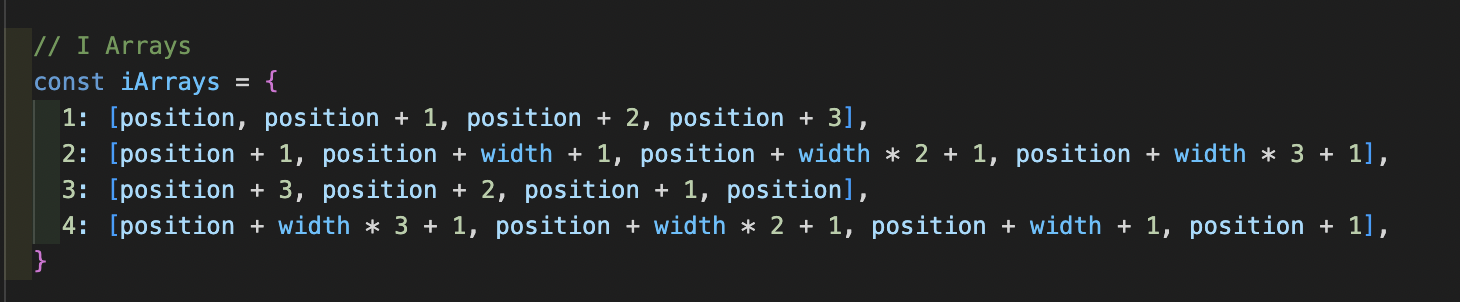 // I Arrays
const iArrays = {
  1: [position, position + 1, position + 2, position + 3],
  2: [position + 1, position + width + 1, position + width * 2 + 1, position + width * 3 + 1],
  3: [position + 3, position + 2, position + 1, position],
  4: [position + width * 3 + 1, position + width * 2 + 1, position + width + 1, position + 1],
}